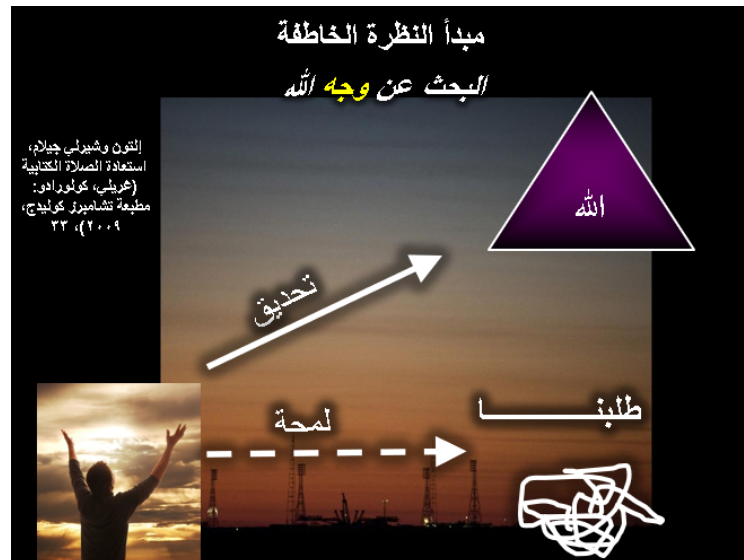 مبدأ النظرة الخاطفة
البحث عن وجه الله
إلتون وشيرلي جيلام،
استعادة الصلاة الكتابية
(غريلي، كولورادو:
مطبعة تشامبرز كوليدج،
٢٠٠٩)، ٣٣
الله
تحديق
طلبنــــــــا
لمحة